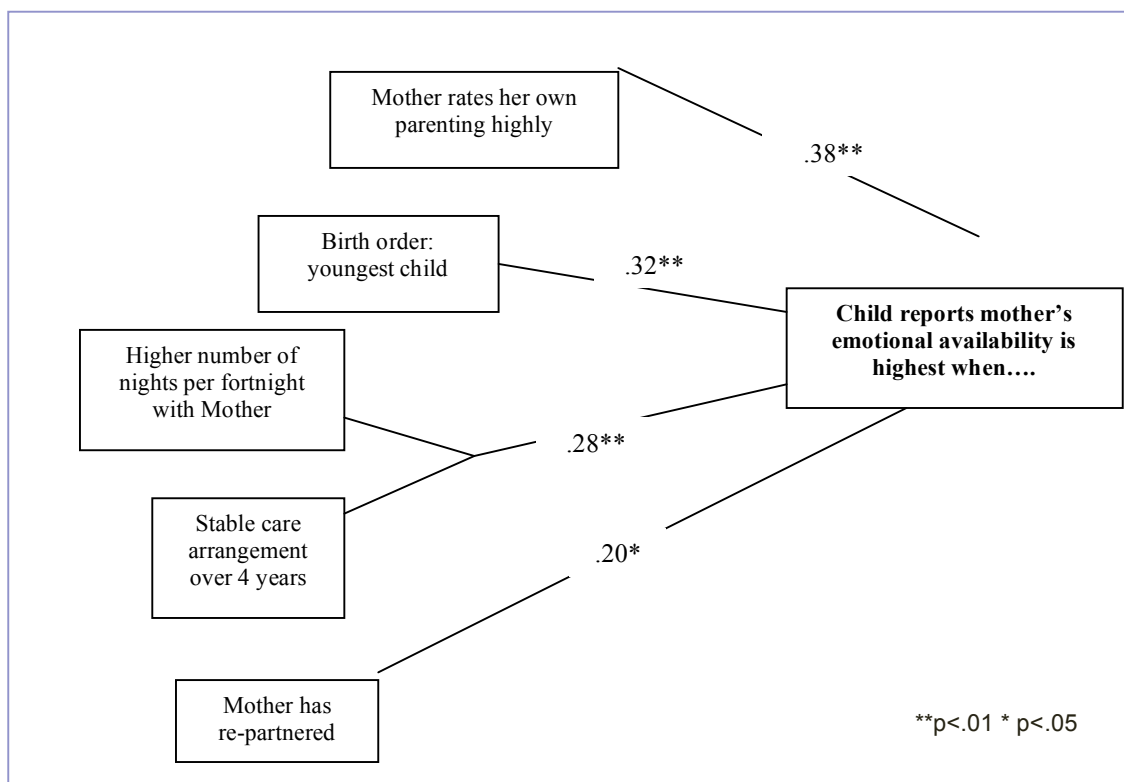 Mother rates her own
parenting highly
.38**
Birth order:
youngest child
.32**
Child reports mother’s
emotional availability is
highest when….
Higher number of
nights per fortnight
with Mother
.28**
Stable care
arrangement
over 4 years
.20*
Mother has
re-partnered
**p<.01 * p<.05